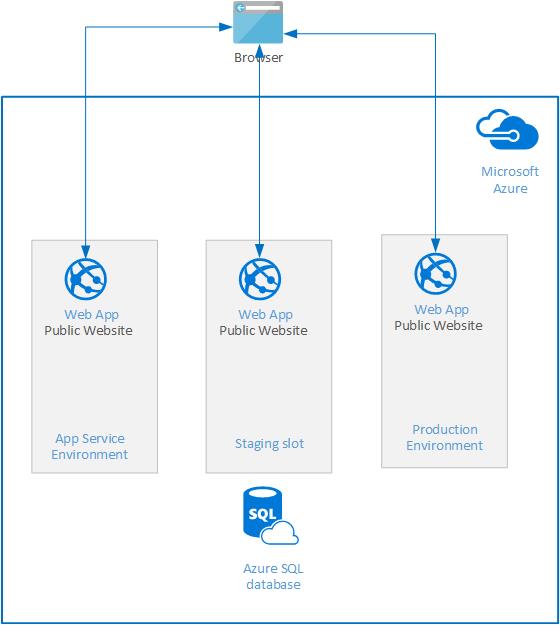 Browser
Microsoft
Azure
Web App
Public Website
Web App
Public Website
Web App
Public Website
App Service
Environment
Staging slot
Production
Environment
SQL
Azure SQL
database